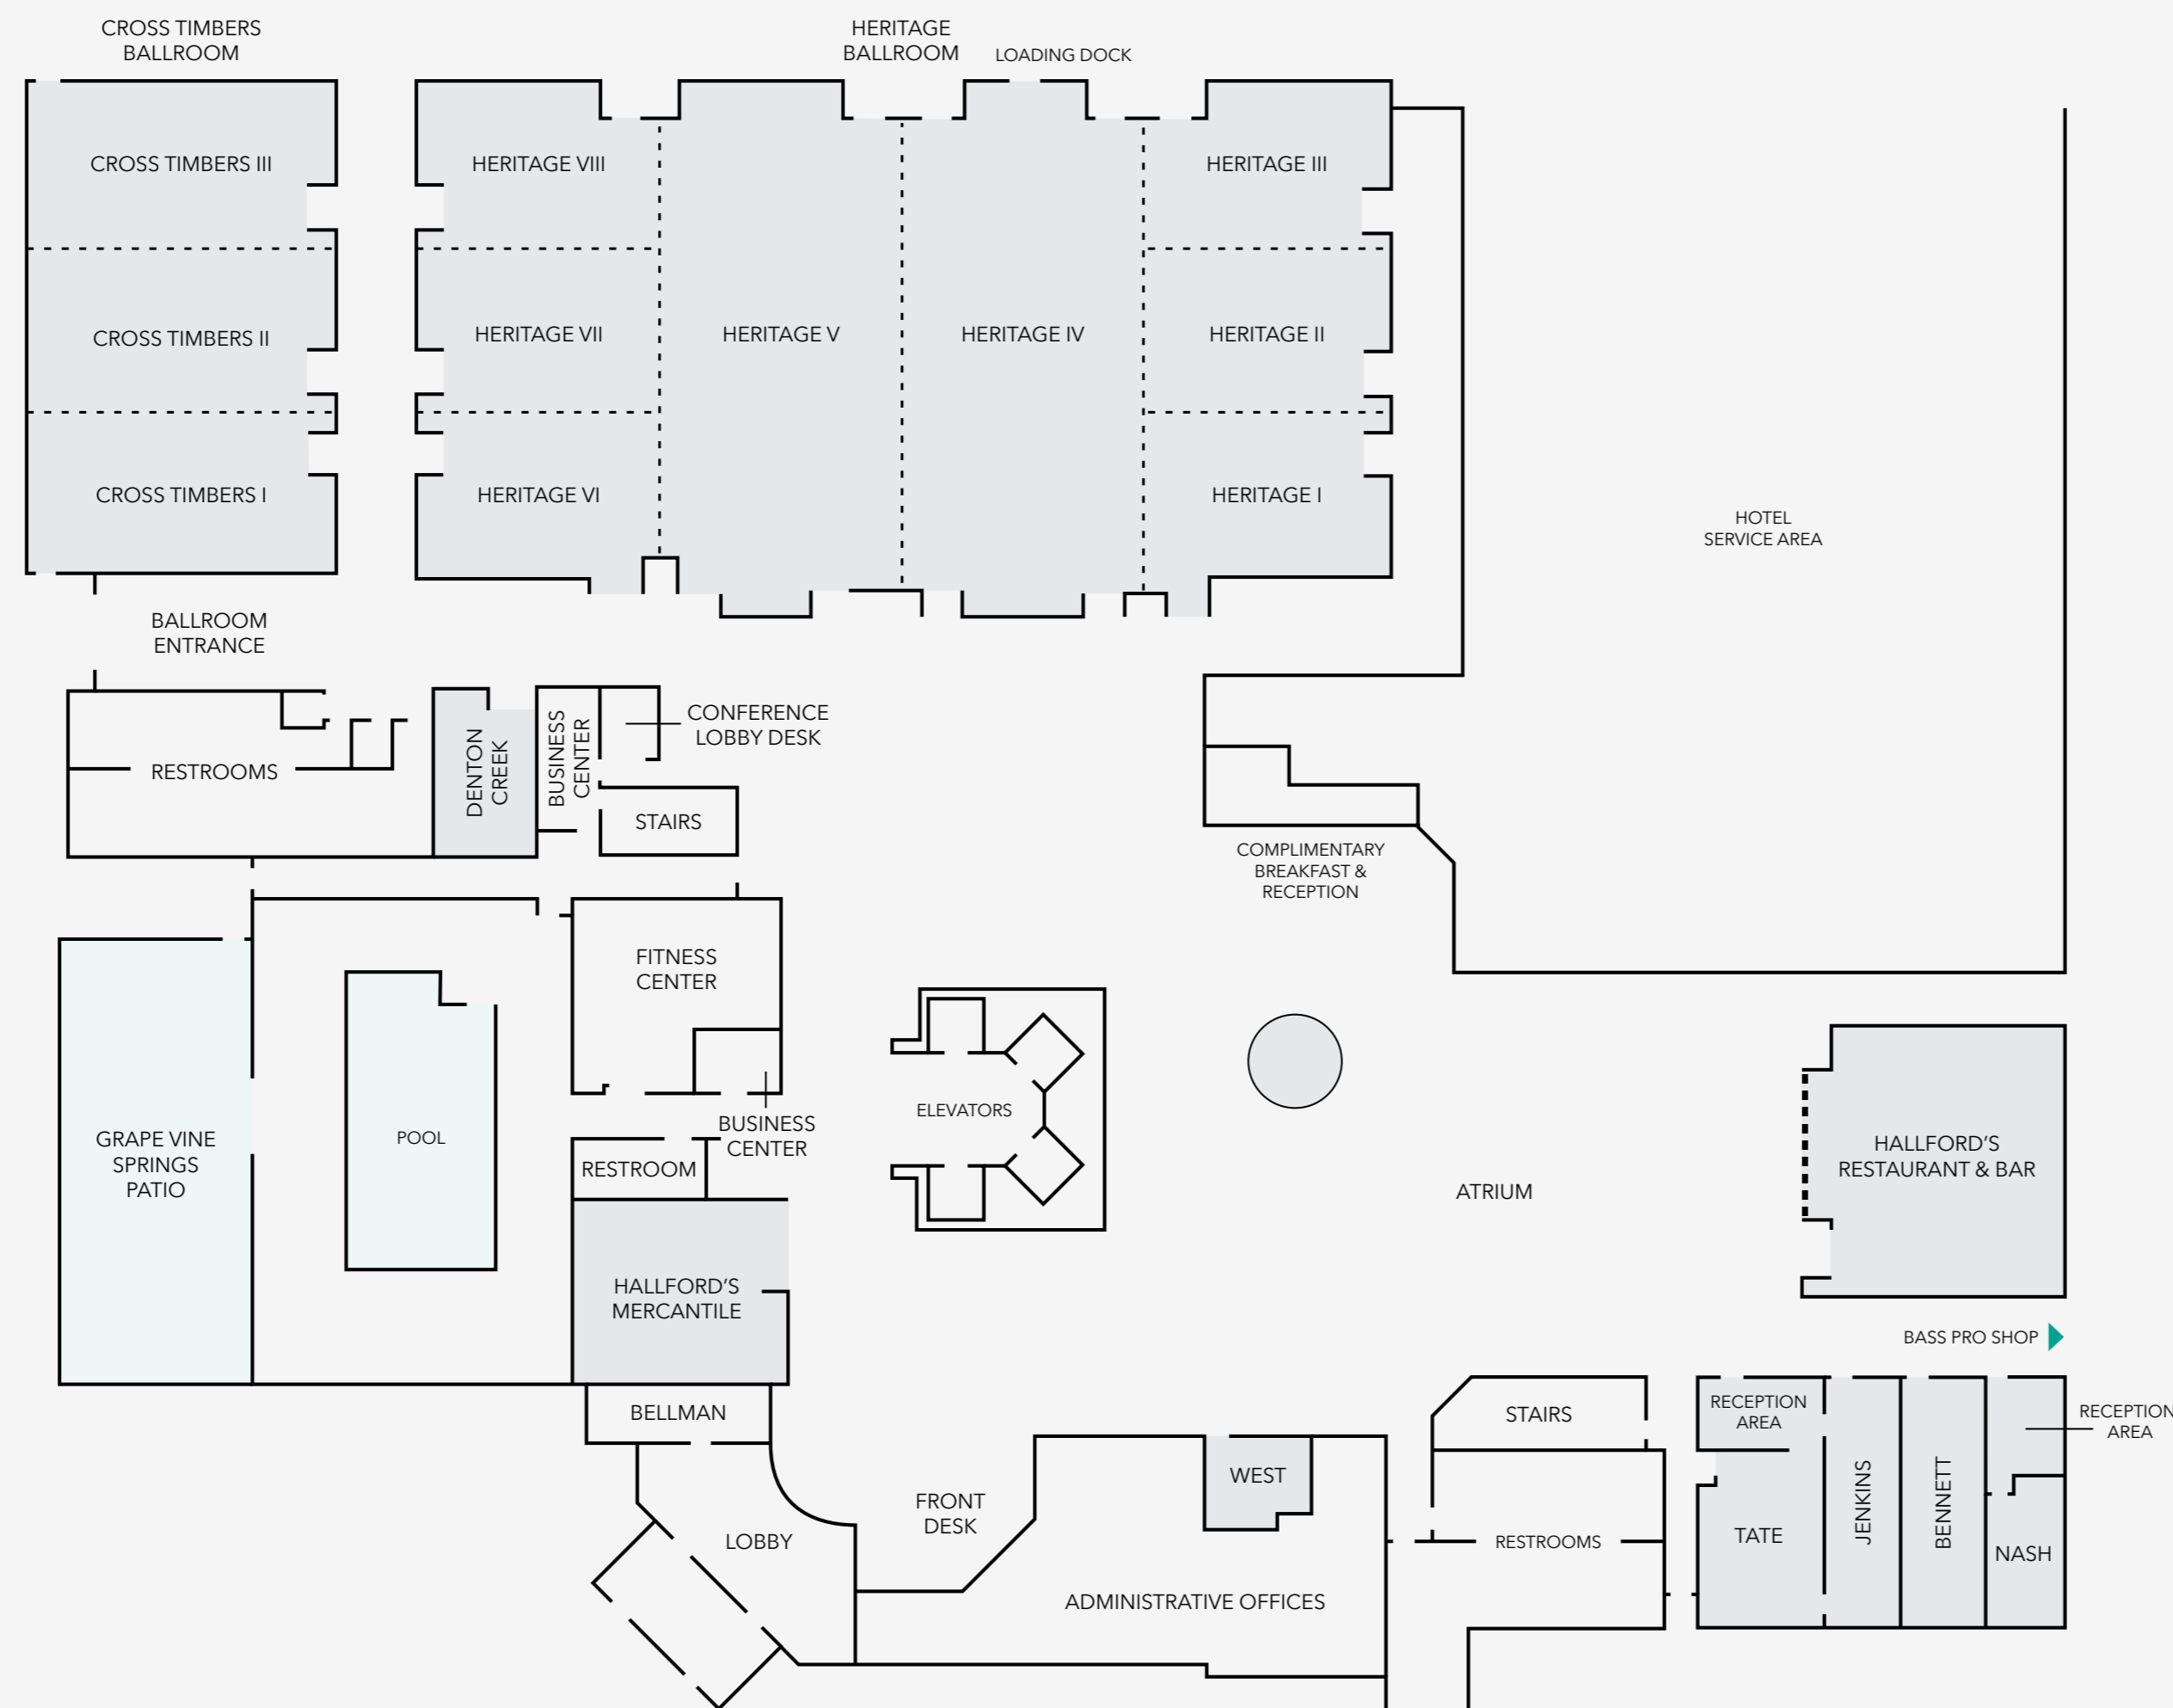 CROSS TIMBERS
BALLROOM
HERITAGE
BALLROOM
LOADING DOCK
CROSS TIMBERS III
HERITAGE VIII
HERITAGE III
CROSS TIMBERS II
HERITAGE VII
HERITAGE V
HERITAGE IV
HERITAGE II
CROSS TIMBERS I
HERITAGE VI
HERITAGE I
HOTEL
SERVICE AREA
BALLROOM
ENTRANCE
RESTROOMS
DENTON
CREEK
BUSINESS
CENTER
CONFERENCE
LOBBY DESK
STAIRS
COMPLIMENTARY
BREAKFAST &
RECEPTION
FITNESS
CENTER
GRAPE VINE
SPRINGS
PATIO
POOL
BUSINESS
CENTER
ELEVATORS
RESTROOM
ATRIUM
HALLFORD'S
RESTAURANT & BAR
HALLFORD'S
MERCANTILE
BASS PRO SHOP
BELLMAN
STAIRS
RECEPTION
AREA
RECEPTION
AREA
WEST
FRONT
DESK
LOBBY
RESTROOMS
TATE
JENKINS
BENNETT
NASH
ADMINISTRATIVE OFFICES